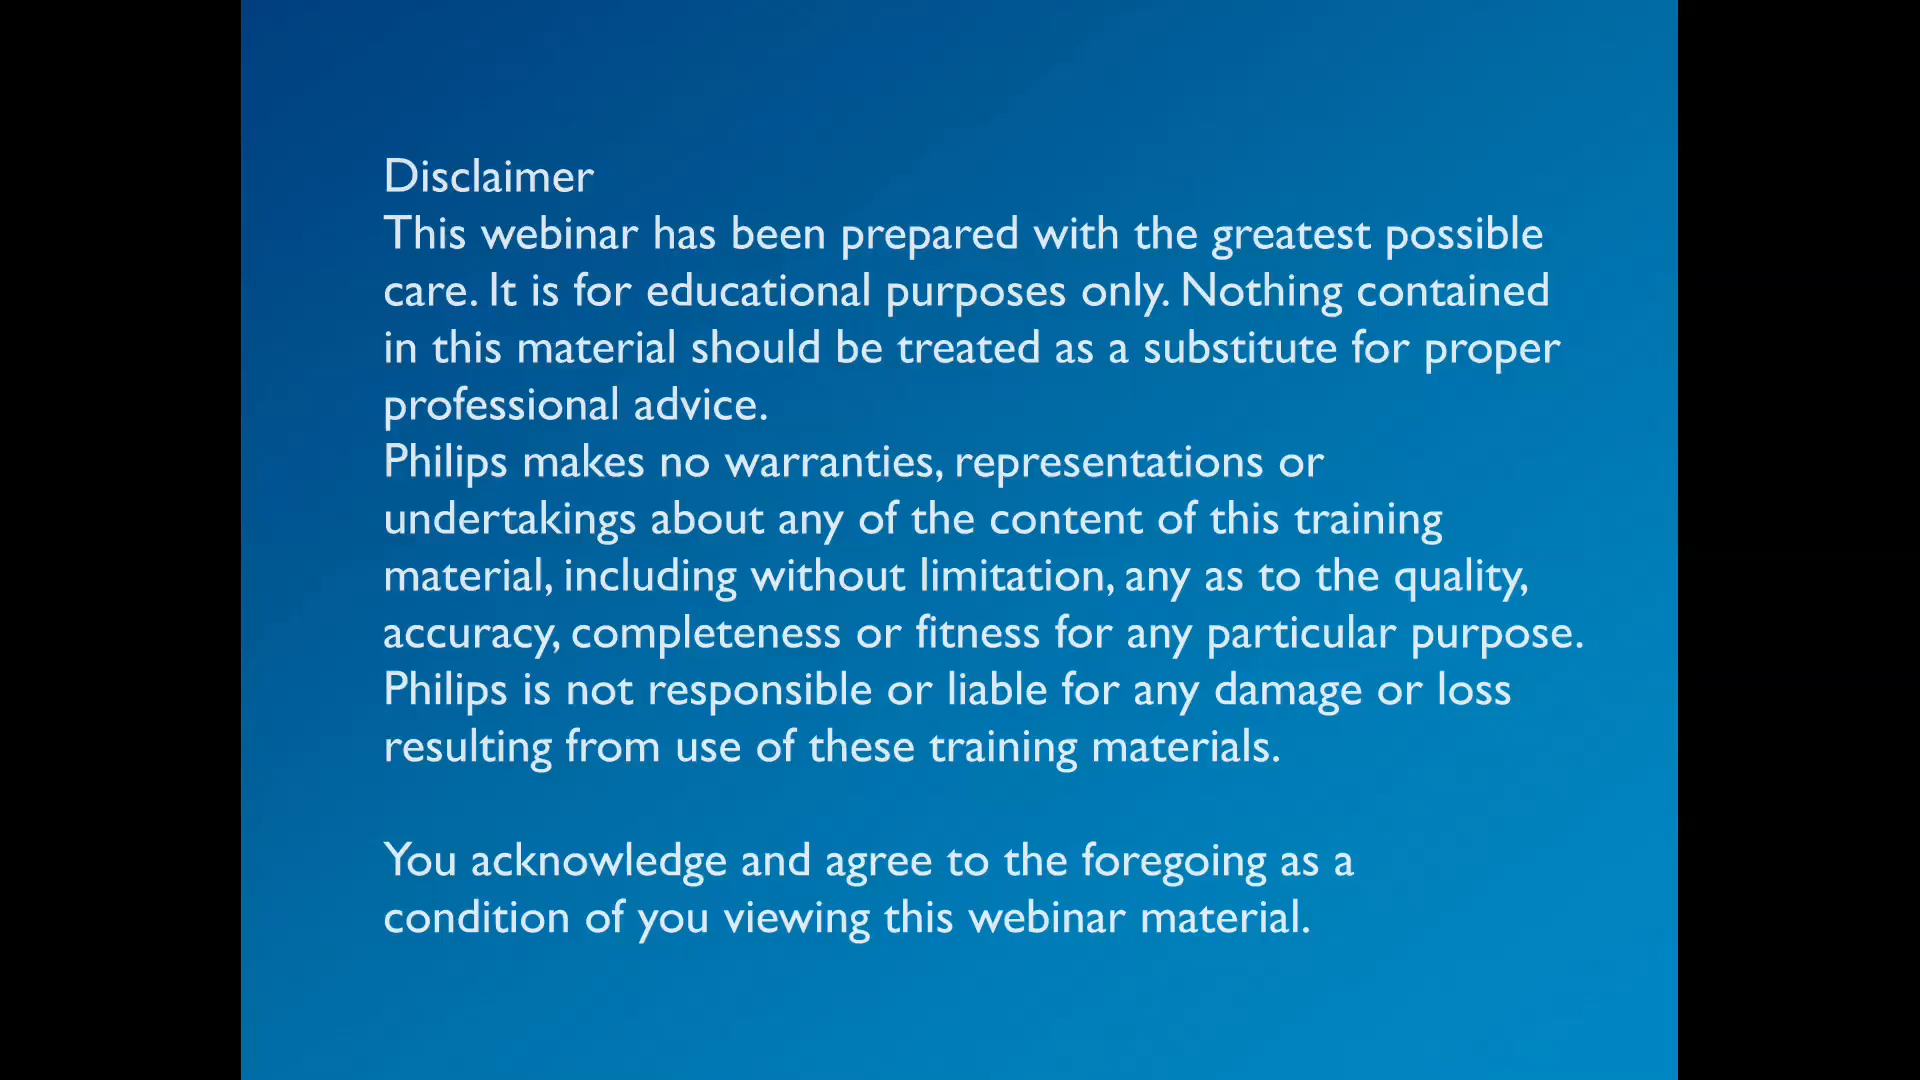 Disclaimer
This webinar has been prepared with the greatest possible
care. It is for educational purposes only. Nothing contained
in this material should be treated as a substitute for proper
professional advice.
Philips makes no warranties, representations or
undertakings about any of the content of this training
material, including without limitation, any as to the quality,
accuracy, completeness or fitness for any particular purpose.
Philips is not responsible or liable for any damage or loss
resulting from use of these training materials.
You acknowledge and agree to the foregoing as a
condition of you viewing this webinar material.